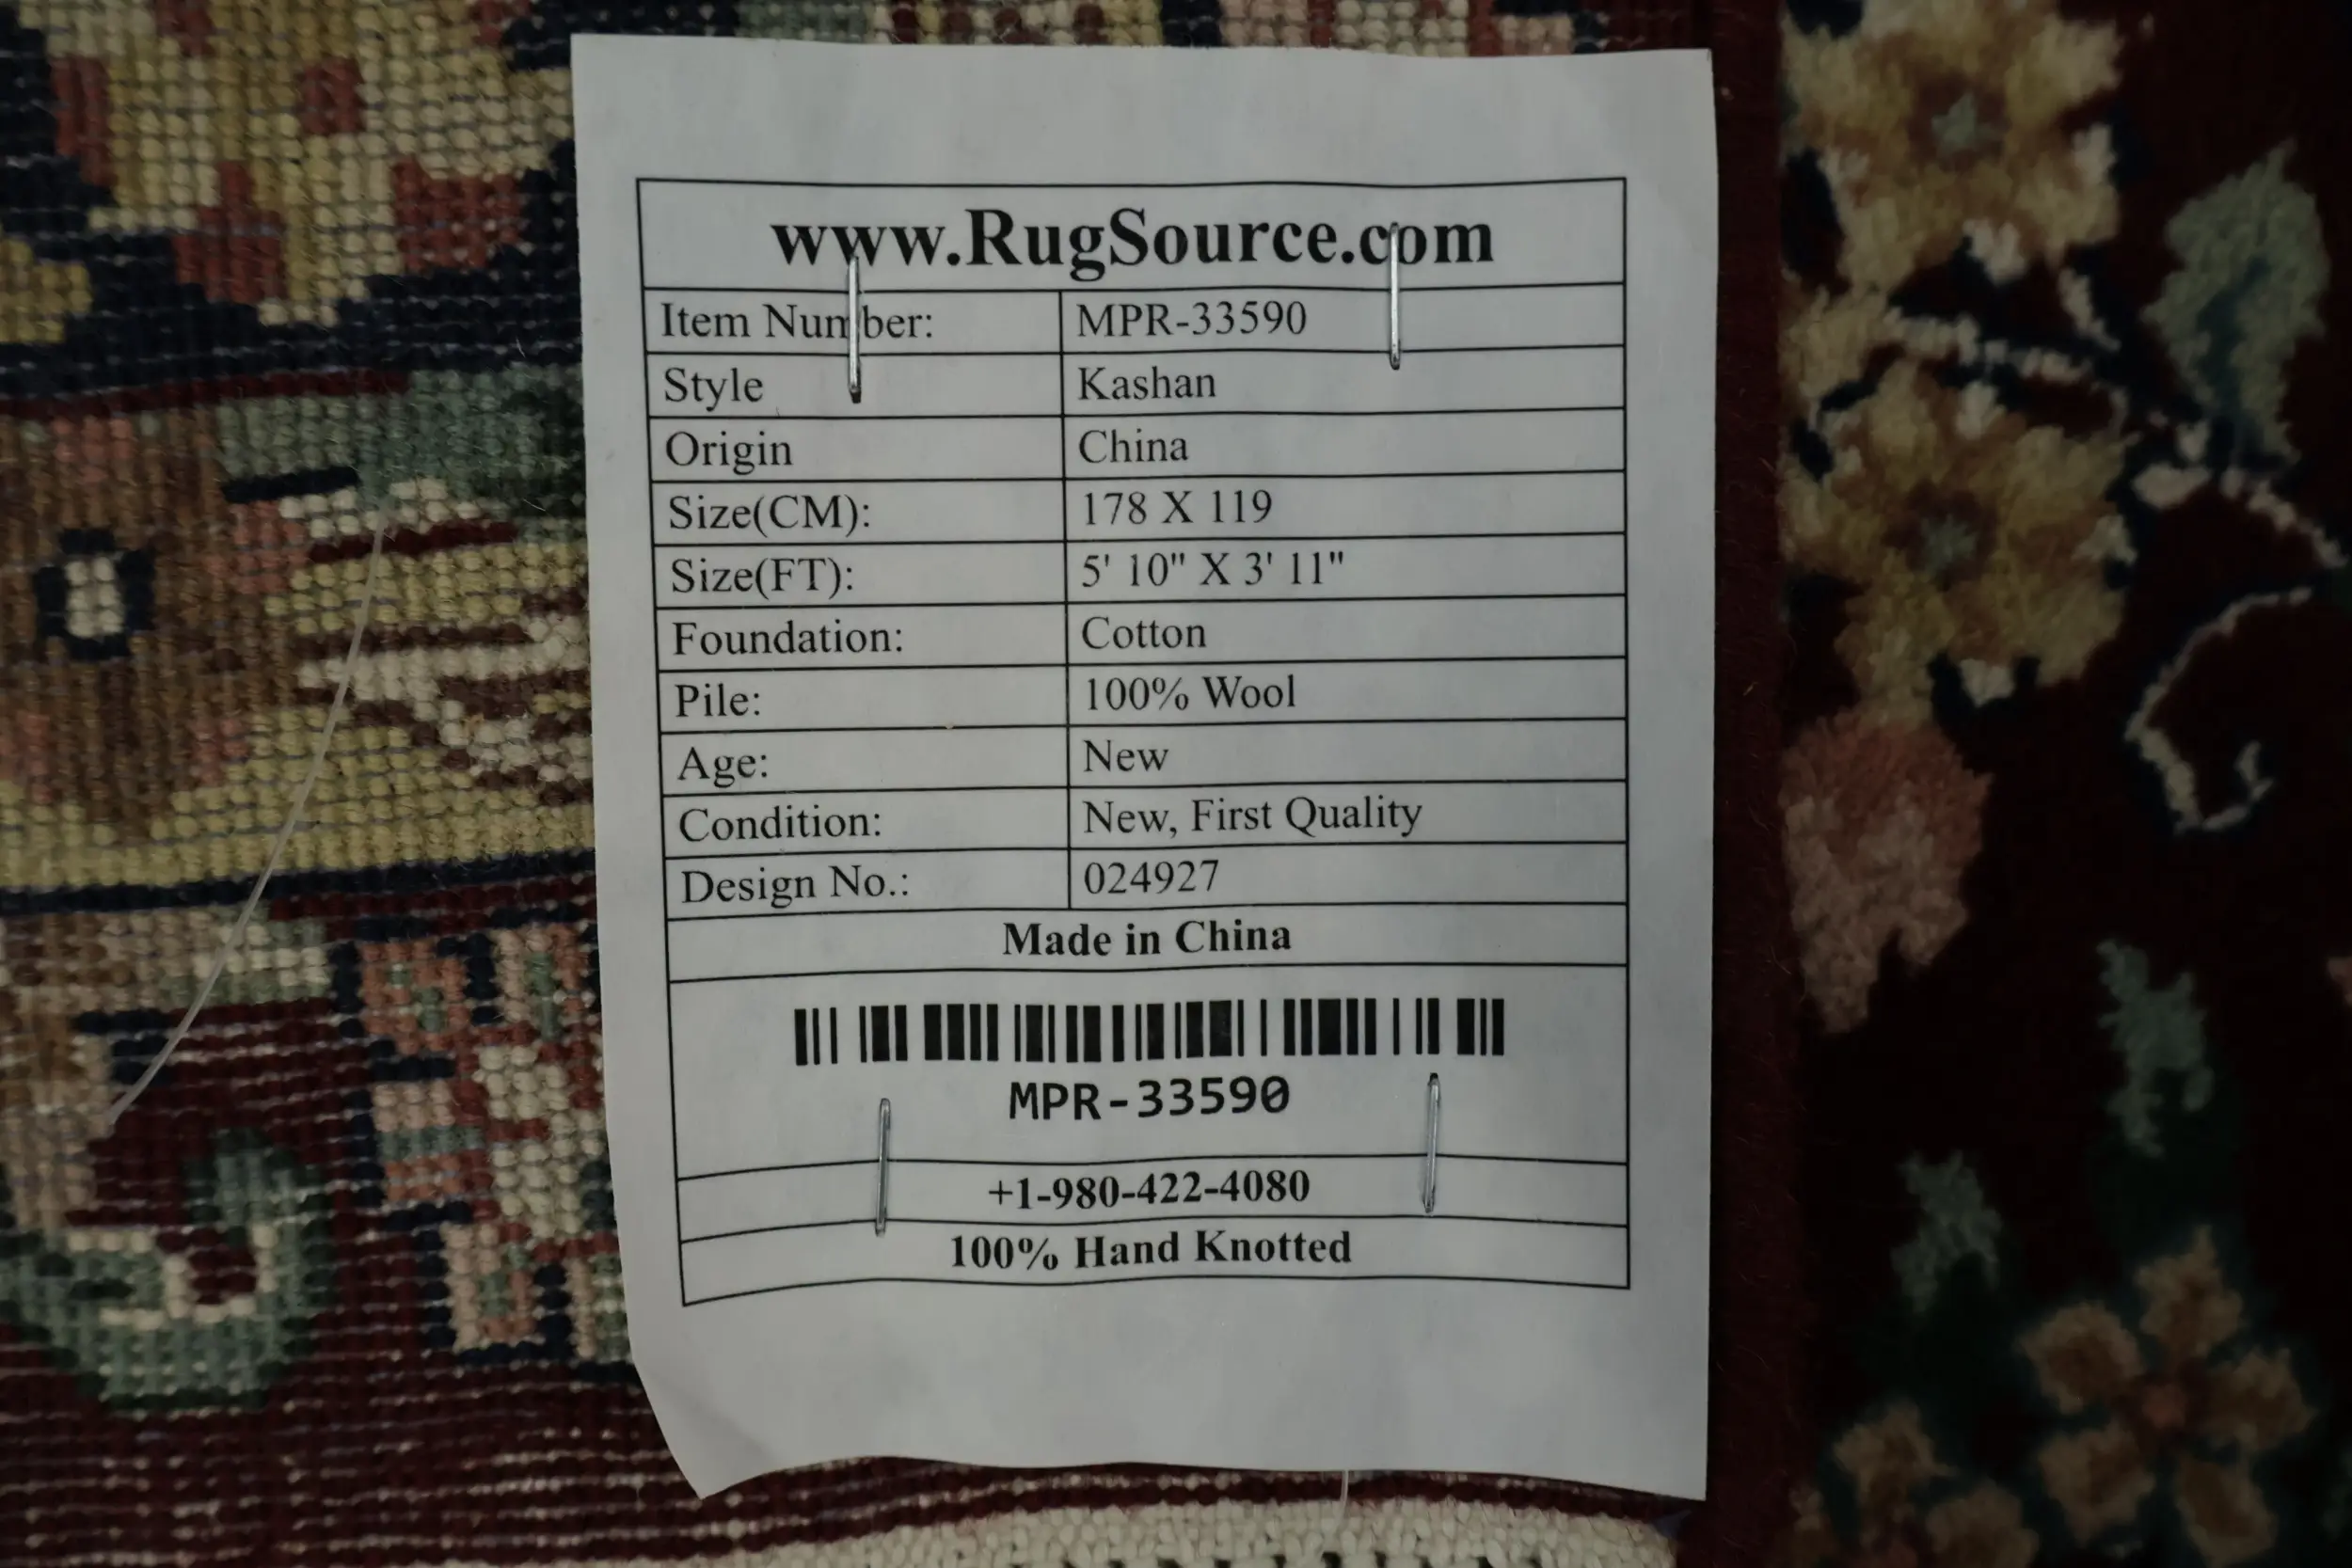 www.RugSource.com
Item Number: MPR-33590
Style Kashan
Origin China
Size(CM): 178 X 119
Size(FT): 5' 10" X 3' 11"
Foundation: Cotton
Pile: 100% Wool
Age: New
Condition: New, First Quality
Design No.: 024927
Made in China
MPR-33590
+1-980-422-4080
100% Hand Knotted